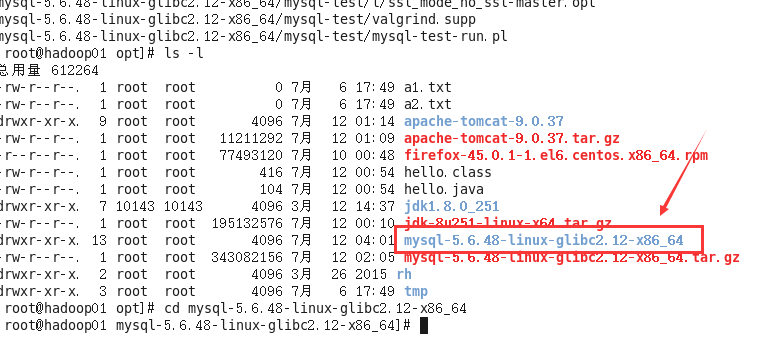 mysql-5.6.48-linux-glibc2.12-x86_64/mysql-test/t/ssl_mode_no_ssl-master.opt
mysql-5.6.48-linux-glibc2.12-x86_64/mysql-test/valgrind.supp
mysql-5.6.48-linux-glibc2.12-x86_64/mysql-test/mysql-test-run.pl
root@hadoop01 opt]# ls -l
总用量 612264
-rw-r--r--. 1 root root 0 7月 6 17:49 a1.txt
-rw-r--r--. 1 root root 0 7月 6 17:49 a2.txt
drwxr-xr-x. 9 root root 4096 7月 12 01:14 apache-tomcat-9.0.37
-rw-r--r--. 1 root root 11211292 7月 12 01:09 apache-tomcat-9.0.37.tar.gz
-r--r--r--. 1 root root 77493120 7月 10 00:48 firefox-45.0.1-1.el6.centos.x86_64.rpm
-rw-r--r--. 1 root root 416 7月 12 00:54 hello.class
-rw-r--r--. 1 root root 104 7月 12 00:54 hello.java
drwxr-xr-x. 7 10143 10143 4096 3月 12 14:37 jdk1.8.0_251
-rw-r--r--. 1 root root 195132576 7月 12 00:10 jdk-8u251-linux-x64.tar.gz
drwxr-xr-x. 13 root root 4096 7月 12 04:01 mysql-5.6.48-linux-glibc2.12-x86_64
-rw-r--r--. 1 root root 343082156 7月 12 02:05 mysql-5.6.48-linux-glibc2.12-x86_64.tar.gz
drwxr-xr-x. 2 root root 4096 3月 26 2015 rh
drwxr-xr-x. 3 root root 4096 7月 6 17:49 tmp
root@hadoop01 opt]# cd mysql-5.6.48-linux-glibc2.12-x86_64
root@hadoop01 mysql-5.6.48-linux-glibc2.12-x86_64]#